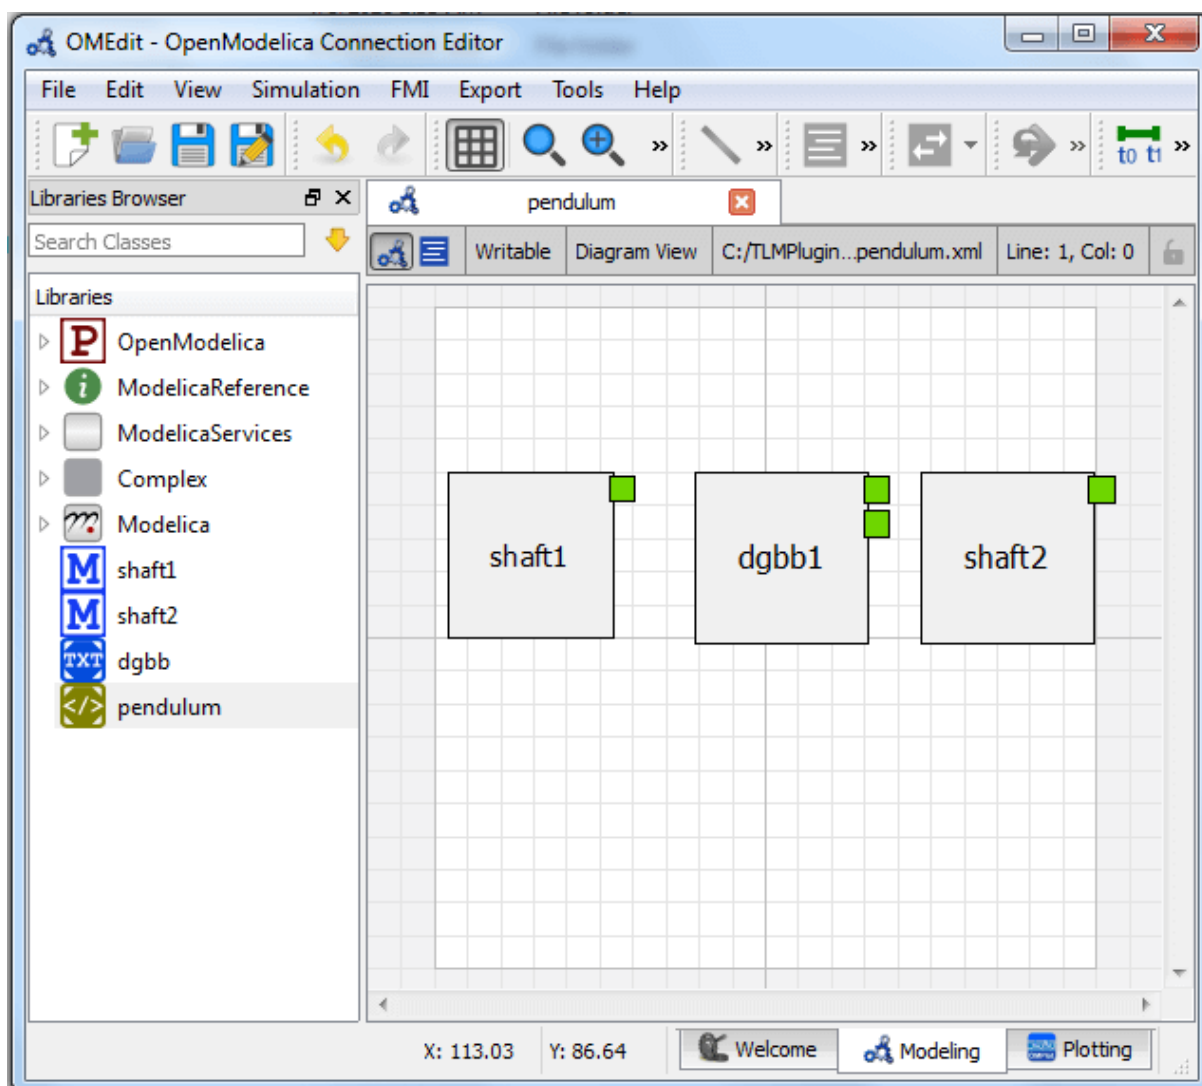 OMEdit - OpenModelica Connection Editor
File Edit View Simulation FMI Export Tools Help
» » » » t0 t1 »
Libraries Browser
pendulum
Search Classes
Writable Diagram View C:/TLMPlugin...pendulum.xml Line: 1, Col: 0
Libraries
P OpenModelica
i ModelicaReference
ModelicaServices
Complex
Modelica
M shaft1
M shaft2
TXT dgbb
</> pendulum
shaft1 dgbb1 shaft2
X: 113.03 Y: 86.64 Welcome Modeling Plotting